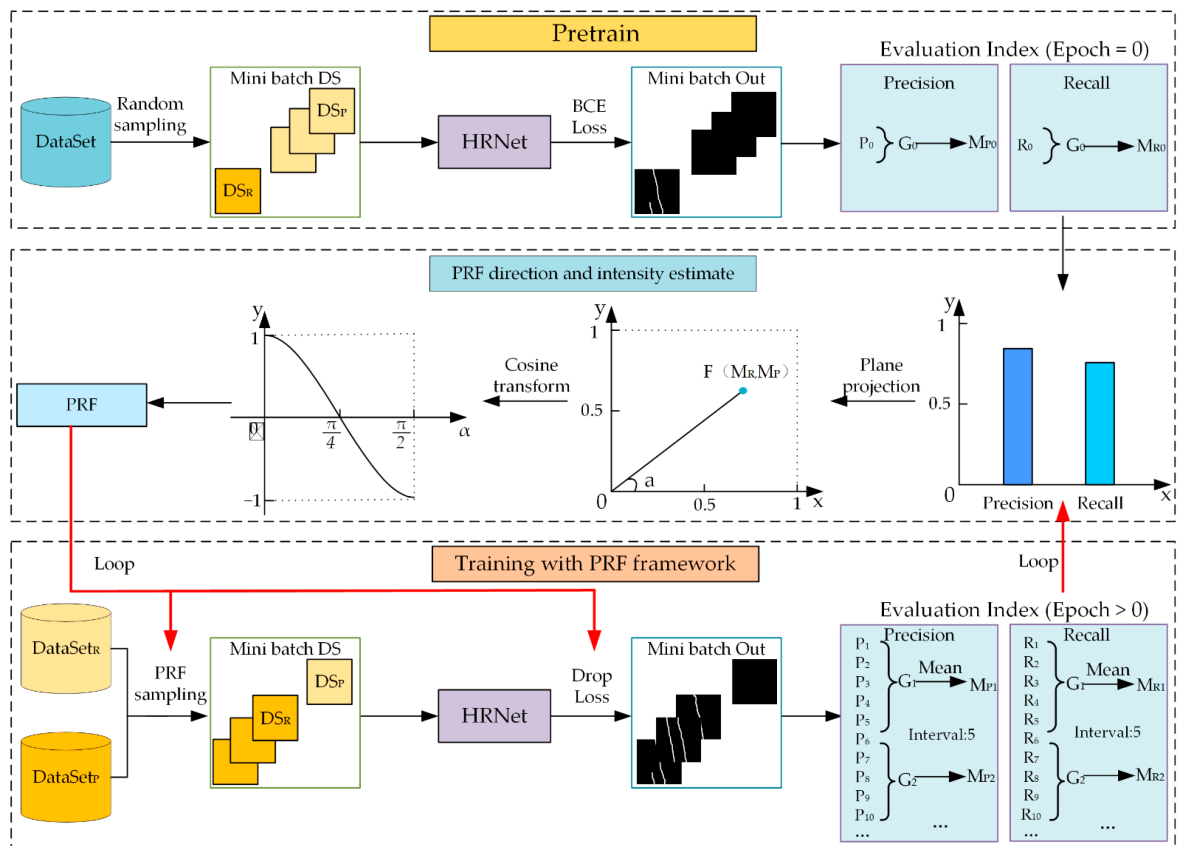 Pretrain
Evaluation Index (Epoch = 0)
DataSet
Random
sampling
Mini batch DS
DSP
DSR
HRNet
BCE
Loss
Mini batch Out
Precision
P0
G0
MP0
Recall
R0
G0
MR0
PRF direction and intensity estimate
PRF
y
1
0
-1
π
4
π
2
α
Cosine
transform
y
1
0.5
0
F (MR,MP)
a
0.5
1
x
Plane
projection
y
1
0.5
0
Precision
Recall
x
Training with PRF framework
Loop
Loop
DataSetR
DataSetP
PRF
sampling
Mini batch DS
DSP
DSR
HRNet
Drop
Loss
Mini batch Out
Evaluation Index (Epoch > 0)
Precision
P1
P2
P3
P4
P5
P6
P7
P8
P9
P10
...
G1
Mean
MP1
Interval:5
G2
MP2
...
Recall
R1
R2
R3
R4
R5
R6
R7
R8
R9
R10
...
G1
Mean
MR1
Interval:5
G2
MR2
...